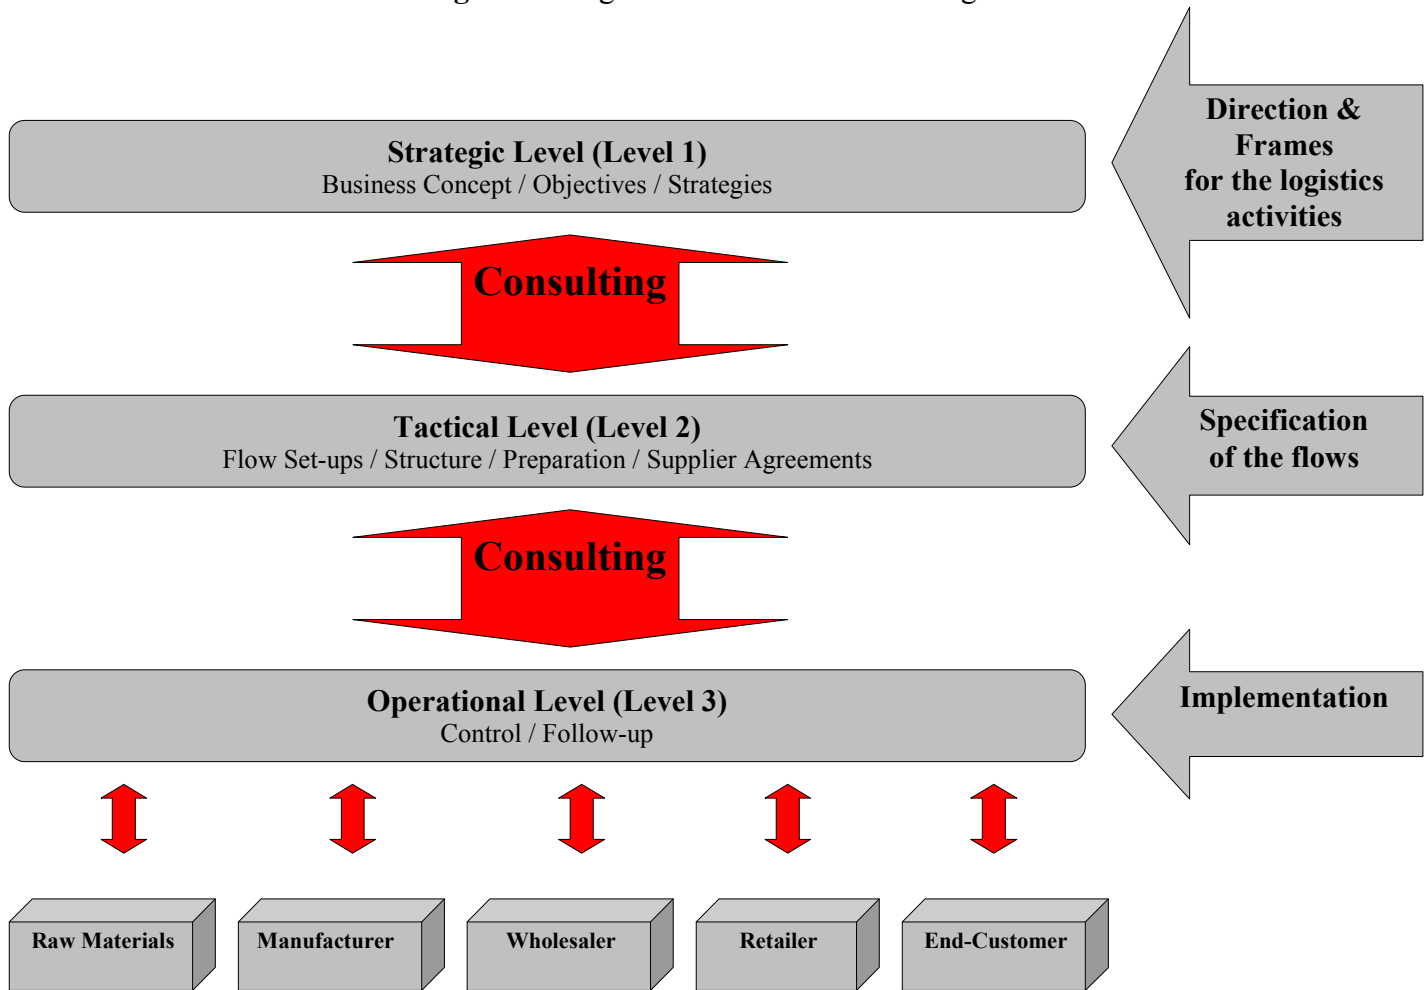 Strategic Level (Level 1)
Business Concept / Objectives / Strategies
Direction &
Frames
for the logistics
activities
Consulting
Tactical Level (Level 2)
Flow Set-ups / Structure / Preparation / Supplier Agreements
Specification
of the flows
Consulting
Operational Level (Level 3)
Control / Follow-up
Implementation
Raw Materials
Manufacturer
Wholesaler
Retailer
End-Customer